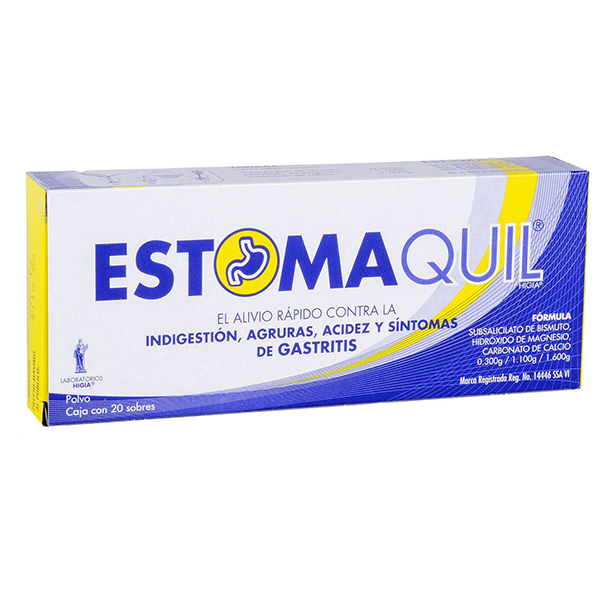 ESTOMAQUIL®
HIGIA®
EL ALIVIO RÁPIDO CONTRA LA
INDIGESTIÓN, AGRURAS, ACIDEZ Y SÍNTOMAS
DE GASTRITIS
FÓRMULA
SUBSALICILATO DE BISMUTO,
HIDRÓXIDO DE MAGNESIO,
CARBONATO DE CALCIO
0.300g / 1.100g / 1.600g
Marca Registrada Reg. No. 14446 SSA VI
LABORATORIOS
HIGIA®
Polvo
Caja con 20 sobres